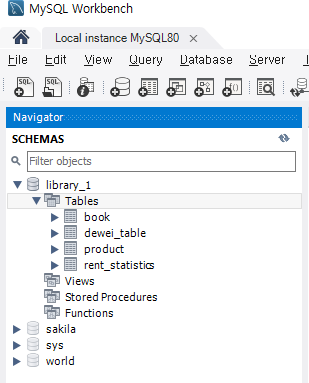 MySQL Workbench
Local instance MySQL80
File Edit View Query Database Server
Navigator
SCHEMAS
Filter objects
library_1
Tables
book
dewei_table
product
rent_statistics
Views
Stored Procedures
Functions
sakila
sys
world